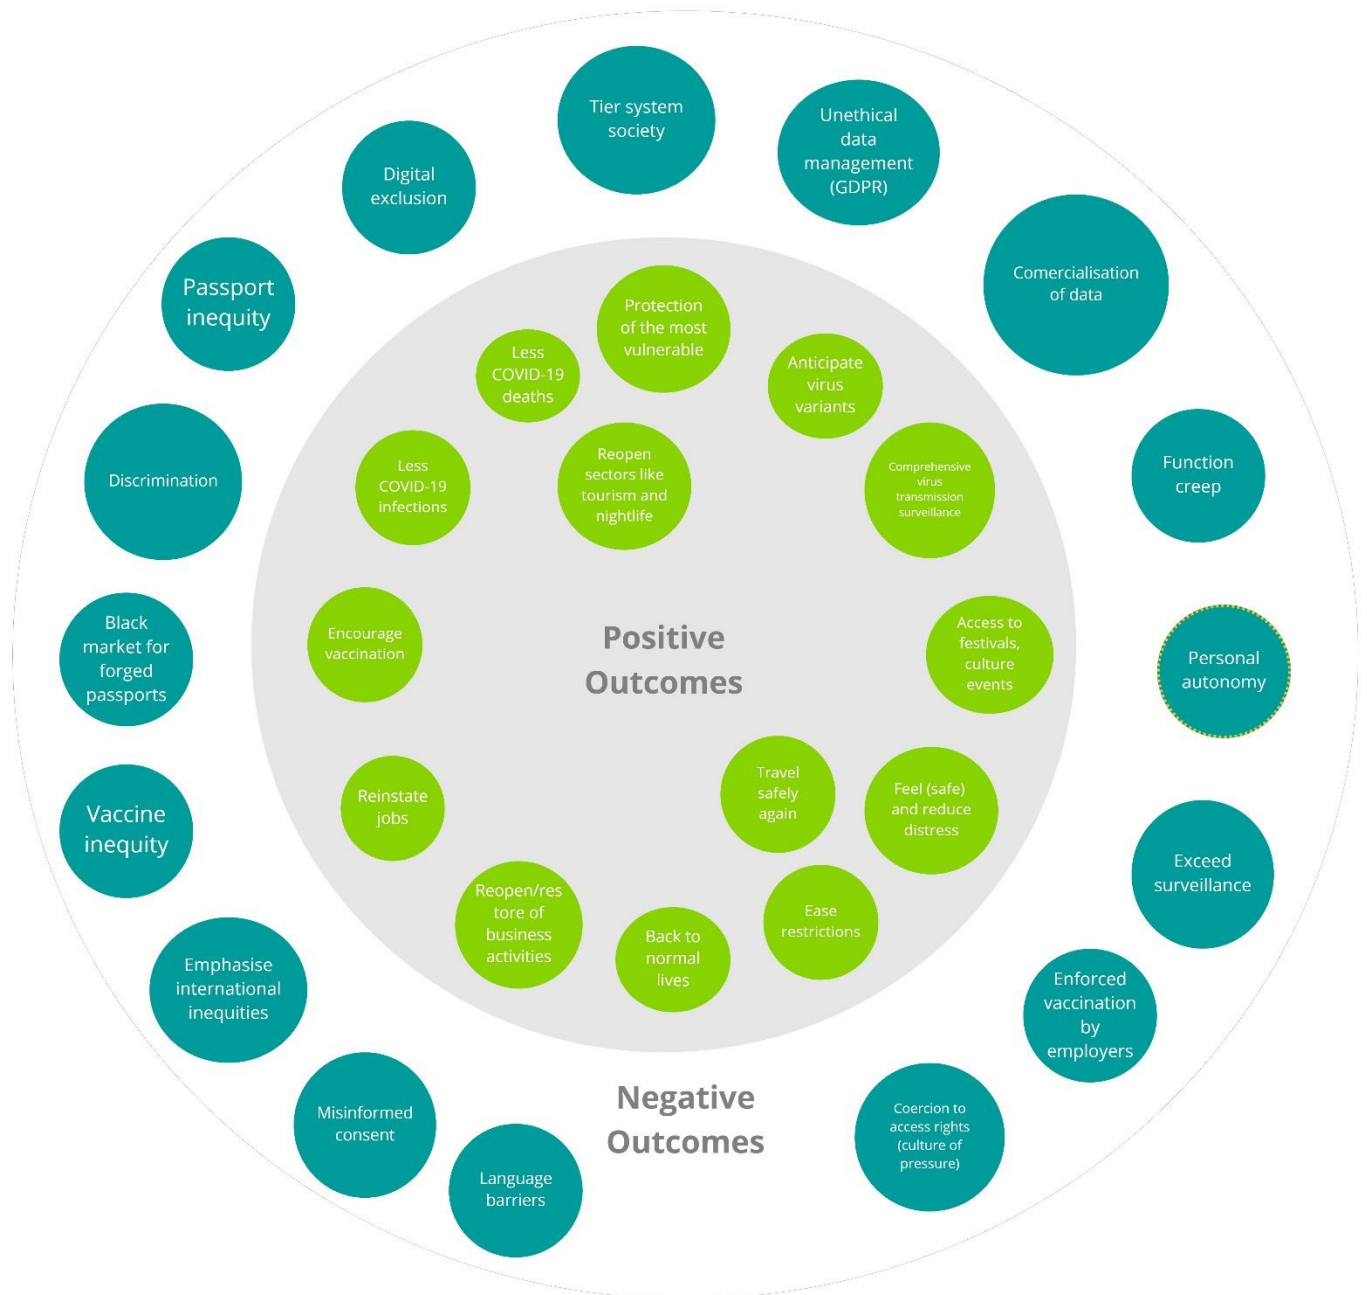 Tier system
society
Unethical
data
management
(GDPR)
Digital
exclusion
Comercialisation
of data
Passport
inequity
Protection
of the most
vulnerable
Less
COVID-19
deaths
Anticipate
virus
variants
Discrimination
Less
COVID-19
infections
Reopen
sectors like
tourism and
nightlife
Comprehensive
virus
transmission
surveillance
Function
creep
Black
market for
forged
passports
Encourage
vaccination
Positive
Outcomes
Access to
festivals,
culture
events
Personal
autonomy
Vaccine
inequity
Reinstate
jobs
Travel
safely
again
Feel (safe)
and reduce
distress
Exceed
surveillance
Reopen/res
tore of
business
activities
Back to
normal
lives
Ease
restrictions
Emphasise
international
inequities
Enforced
vaccination
by
employers
Misinformed
consent
Negative
Outcomes
Coercion to
access rights
(culture of
pressure)
Language
barriers